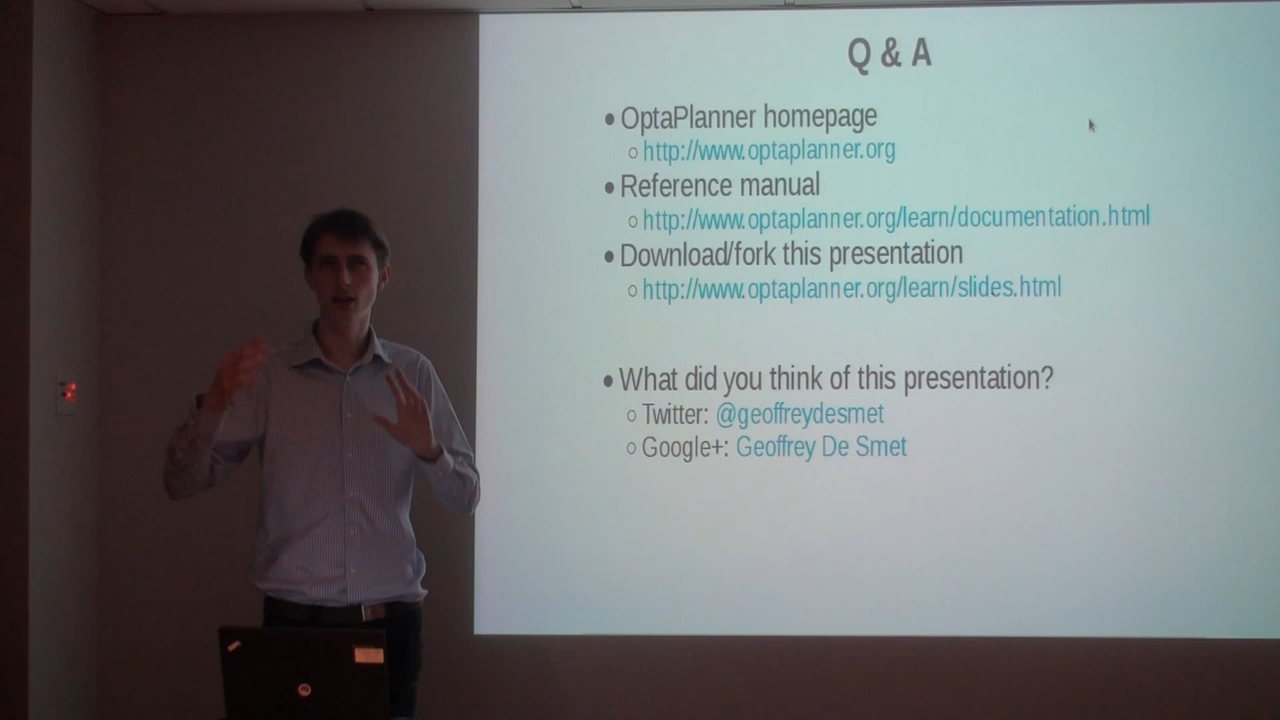 Q & A
• OptaPlanner homepage
○ http://www.optaplanner.org
• Reference manual
○ http://www.optaplanner.org/learn/documentation.html
• Download/fork this presentation
○ http://www.optaplanner.org/learn/slides.html
• What did you think of this presentation?
○ Twitter: @geoffreydesmet
○ Google+: Geoffrey De Smet